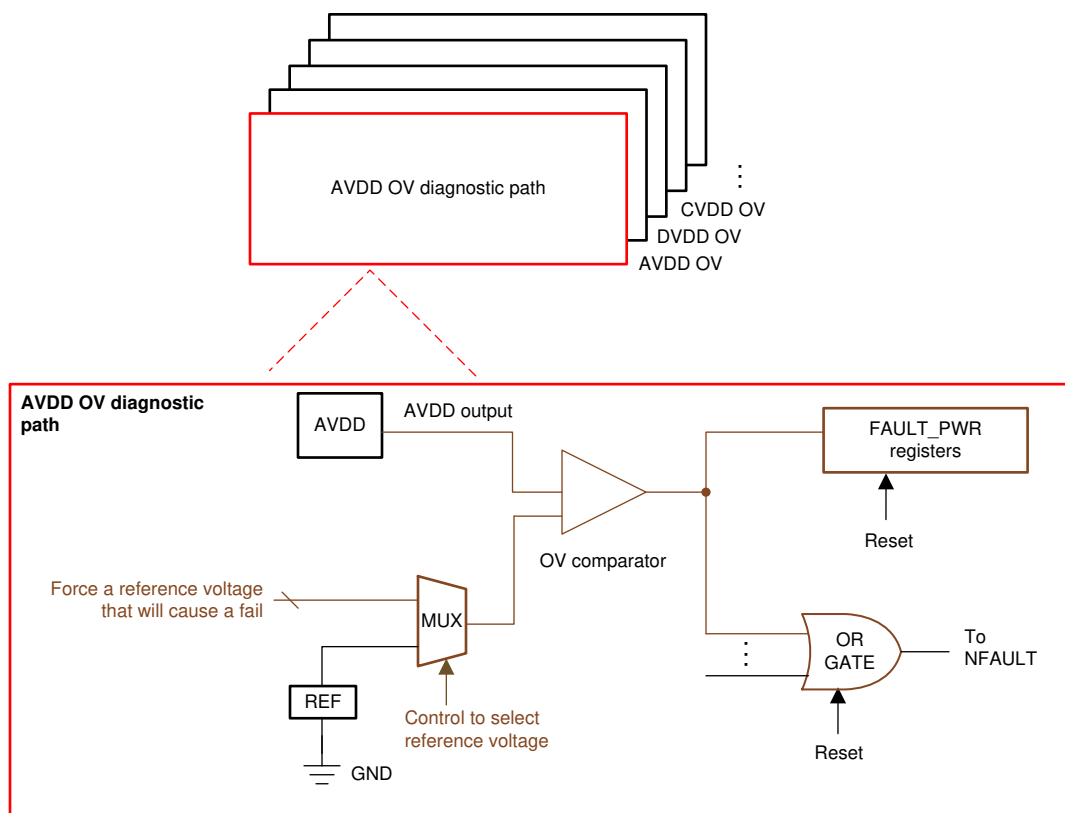 AVDD OV diagnostic path
⋮
CVDD OV
DVDD OV
AVDD OV
AVDD OV diagnostic
path
AVDD
AVDD output
FAULT_PWR
registers
Reset
OV comparator
Force a reference voltage
that will cause a fail
MUX
REF
GND
Control to select
reference voltage
⋮
OR
GATE
To
NFAULT
Reset